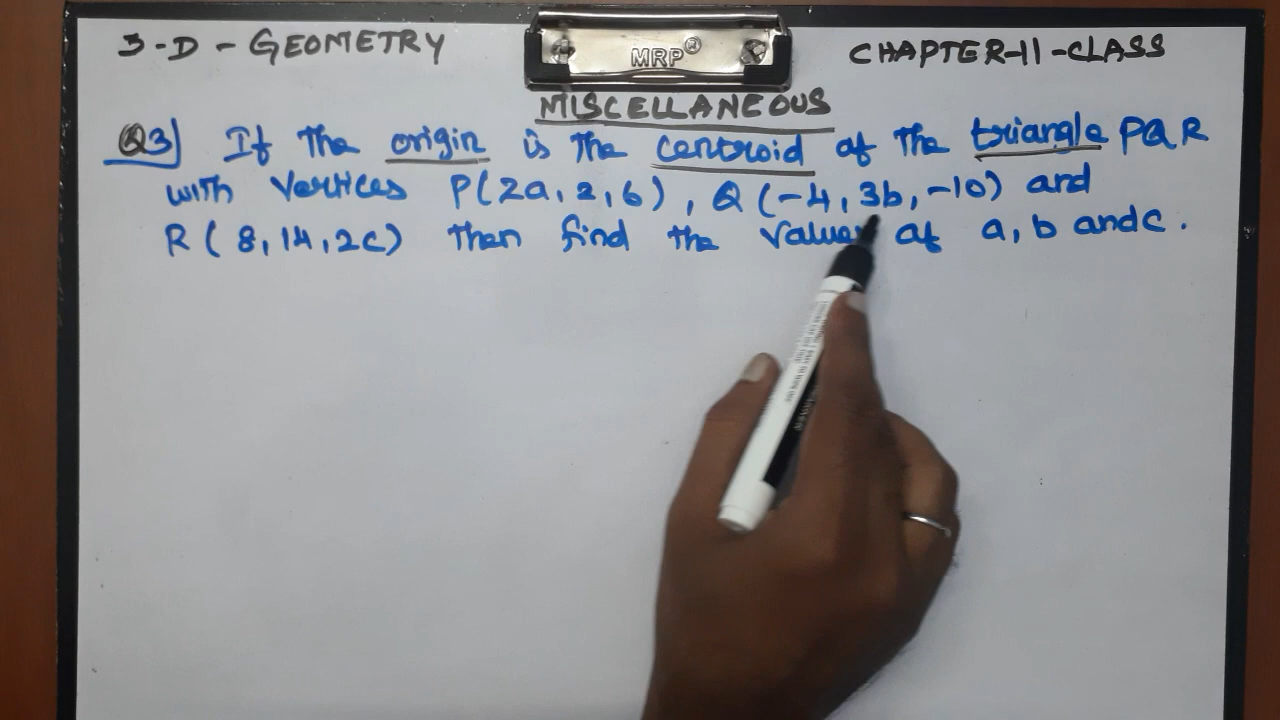 3-D-GEOMETRY
MRP®
CHAPTER-11-CLASS
MISCELLANEOUS
Q3] If the origin is the centroid of the triangle PQR
with vertices P(2a, 2, 6), Q (-4, 3b, -10) and
R ( 8, 14, 2c) then find the values of a, b and c.